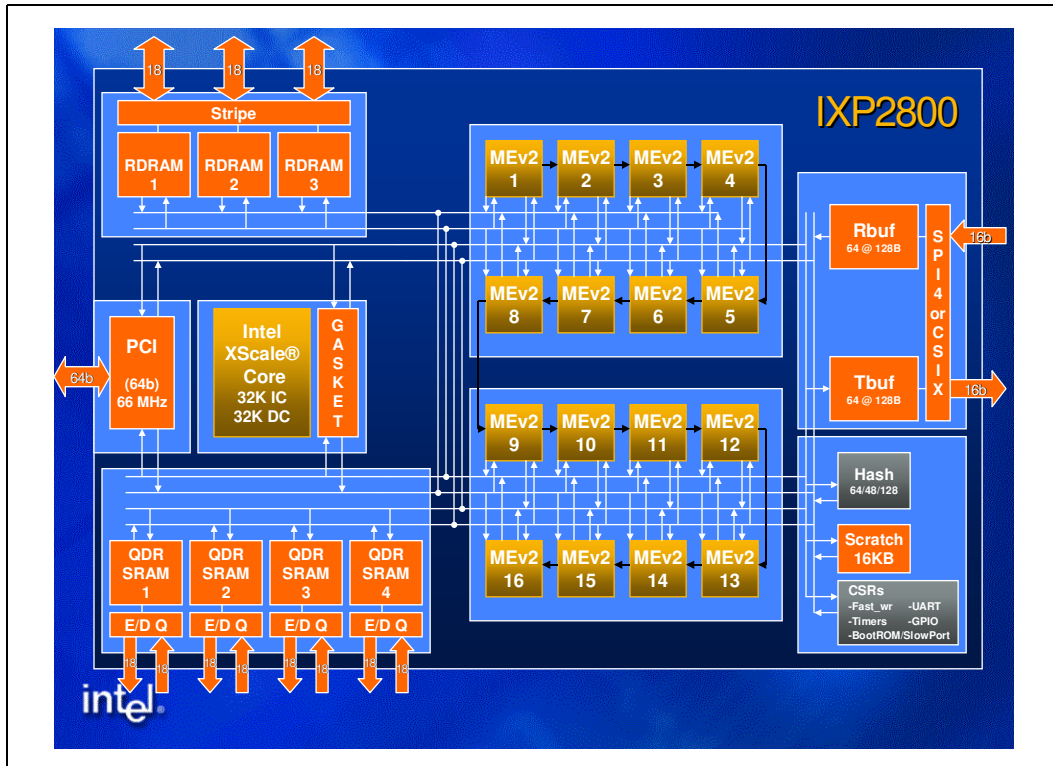 18 18 18
Stripe
RDRAM
1
RDRAM
2
RDRAM
3
IXP2800
MEv2
1
MEv2
2
MEv2
3
MEv2
4
MEv2
8
MEv2
7
MEv2
6
MEv2
5
Rbuf
64 @ 128B
Tbuf
64 @ 128B
S
P
I
4
or
C
S
I
X
16b
16b
64b
PCI
(64b)
66 MHz
Intel
XScale®
Core
32K IC
32K DC
G
A
S
K
E
T
MEv2
9
MEv2
10
MEv2
11
MEv2
12
MEv2
16
MEv2
15
MEv2
14
MEv2
13
Hash
64/48/128
Scratch
16KB
CSRs
-Fast_wr -UART
-Timers -GPIO
-BootROM/SlowPort
QDR
SRAM
1
QDR
SRAM
2
QDR
SRAM
3
QDR
SRAM
4
E/D Q
E/D Q
E/D Q
E/D Q
18 18 18 18 18 18 18 18
intel®